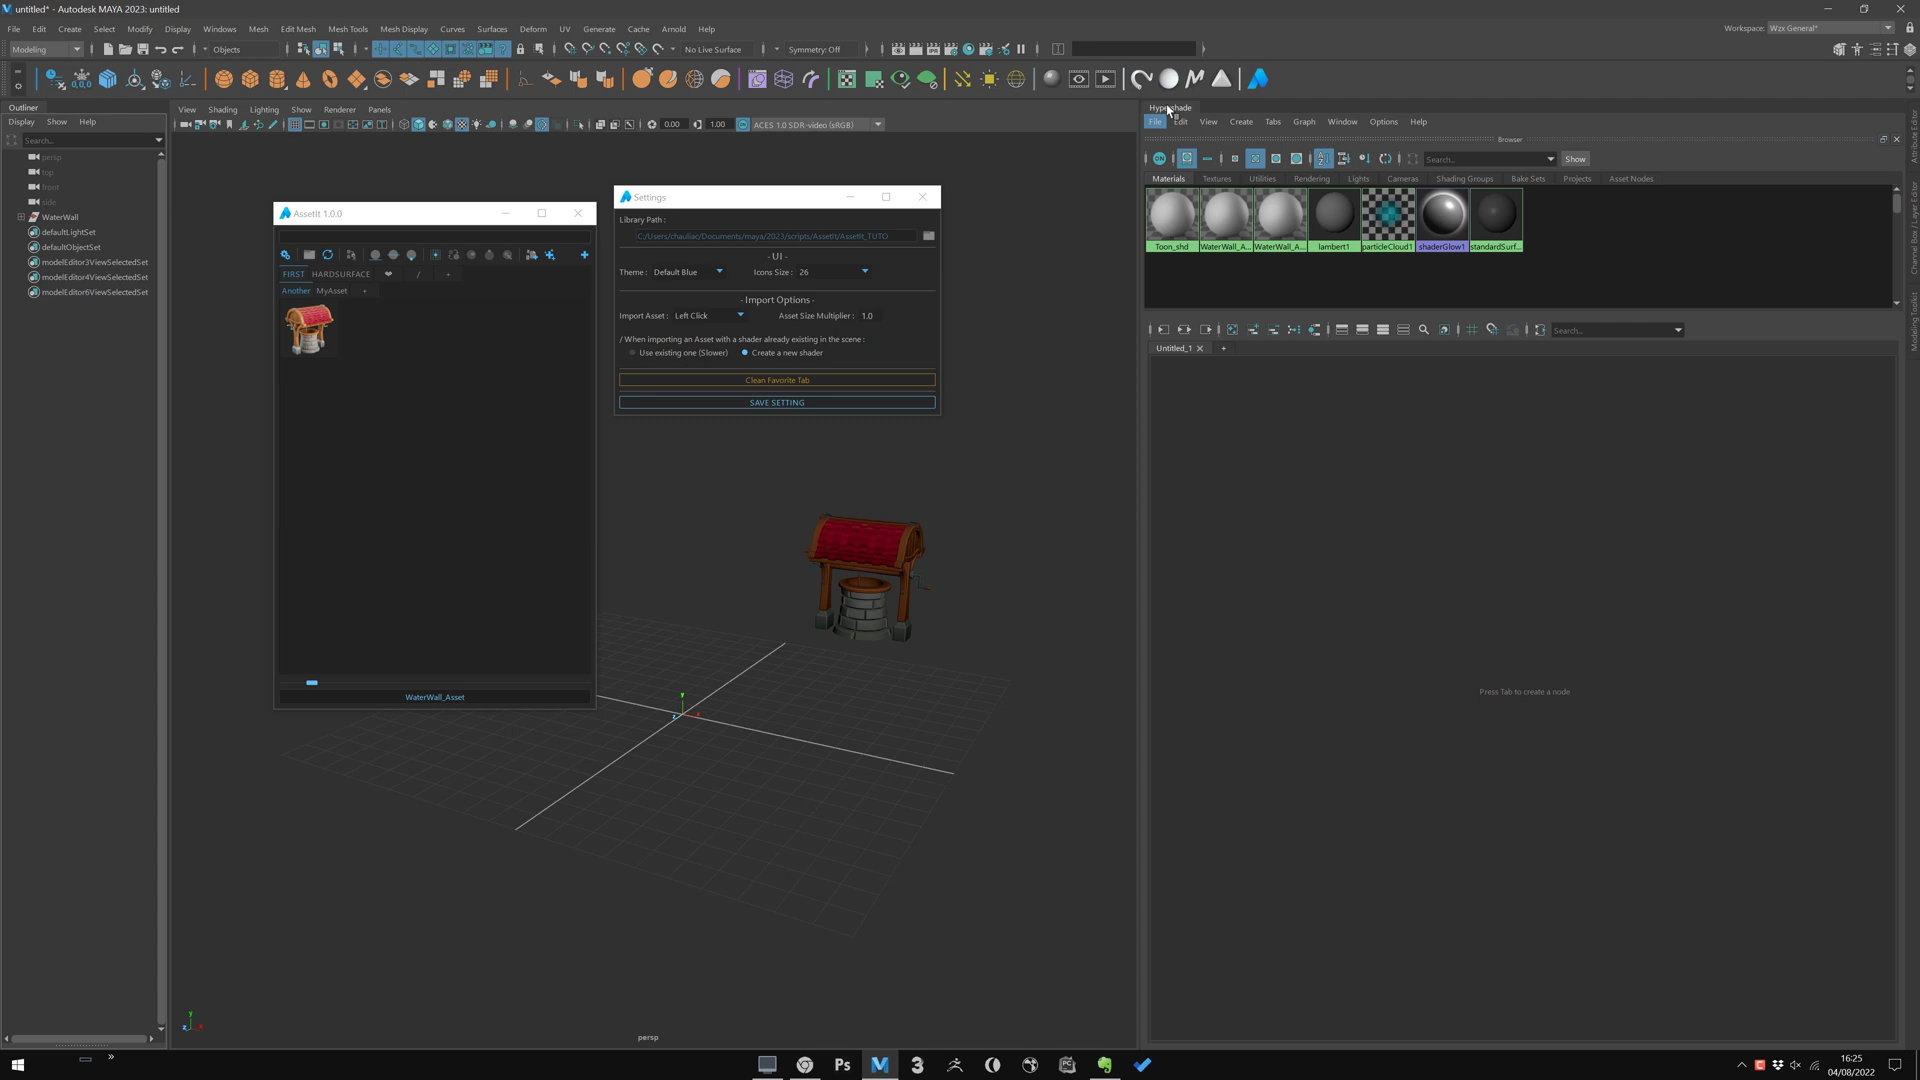 untitled* - Autodesk MAYA 2023: untitled
File Edit Create Select Modify Display Windows Mesh Edit Mesh Mesh Tools Mesh Display Curves Surfaces Deform UV Generate Cache Arnold Help
Workspace: Wzx General*
Modeling Objects No Live Surface Symmetry: Off
Outliner
Display Show Help
Search...
persp
top
front
side
WaterWall
defaultLightSet
defaultObjectSet
modelEditor3ViewSelectedSet
modelEditor4ViewSelectedSet
modelEditor6ViewSelectedSet
View Shading Lighting Show Renderer Panels
0.00 1.00 ACES 1.0 SDR-video (sRGB)
AssetIt 1.0.0
FIRST HARDSURFACE / +
Another MyAsset +
WaterWall_Asset
Settings
Library Path :
C:/Users/chauliac/Documents/maya/2023/scripts/AssetIt/AssetIt_TUTO
- UI -
Theme : Default Blue Icons Size : 26
- Import Options -
Import Asset : Left Click Asset Size Multiplier : 1.0
/ When importing an Asset with a shader already existing in the scene :
Use existing one (Slower) Create a new shader
Clean Favorite Tab
SAVE SETTING
persp
Hypershade
File Edit View Create Tabs Graph Window Options Help
Browser
ON Search... Show
Materials Textures Utilities Rendering Lights Cameras Shading Groups Bake Sets Projects Asset Nodes
Toon_shd WaterWall_A... WaterWall_A... lambert1 particleCloud1 shaderGlow1 standardSurf...
Search...
Untitled_1 +
Press Tab to create a node
Attribute Editor
Channel Box / Layer Editor
Modeling Toolkit
16:25
04/08/2022